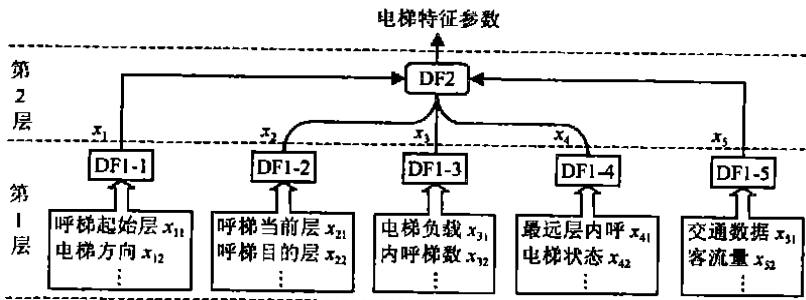 电梯特征参数
第2层
DF2
x₁
x₂
x₃
x₄
x₅
第1层
DF1-1
DF1-2
DF1-3
DF1-4
DF1-5
呼梯起始层 x₁₁
电梯方向 x₁₂
⋮
呼梯当前层 x₂₁
呼梯目的层 x₂₂
⋮
电梯负载 x₃₁
内呼梯数 x₃₂
⋮
最远层内呼 x₄₁
电梯状态 x₄₂
⋮
交通数据 x₅₁
客流量 x₅₂
⋮